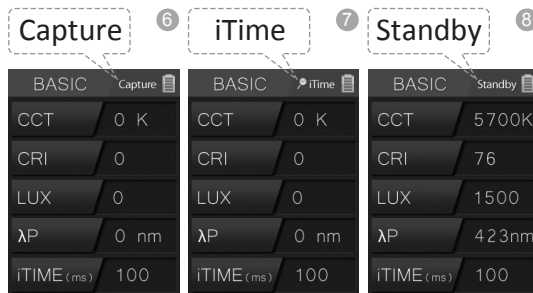 Capture 6
BASIC Capture
CCT 0 K
CRI 0
LUX 0
λP 0 nm
iTIME (ms) 100
iTime 7
BASIC iTime
CCT 0 K
CRI 0
LUX 0
λP 0 nm
iTIME (ms) 100
Standby 8
BASIC Standby
CCT 5700K
CRI 76
LUX 1500
λP 423nm
iTIME (ms) 100